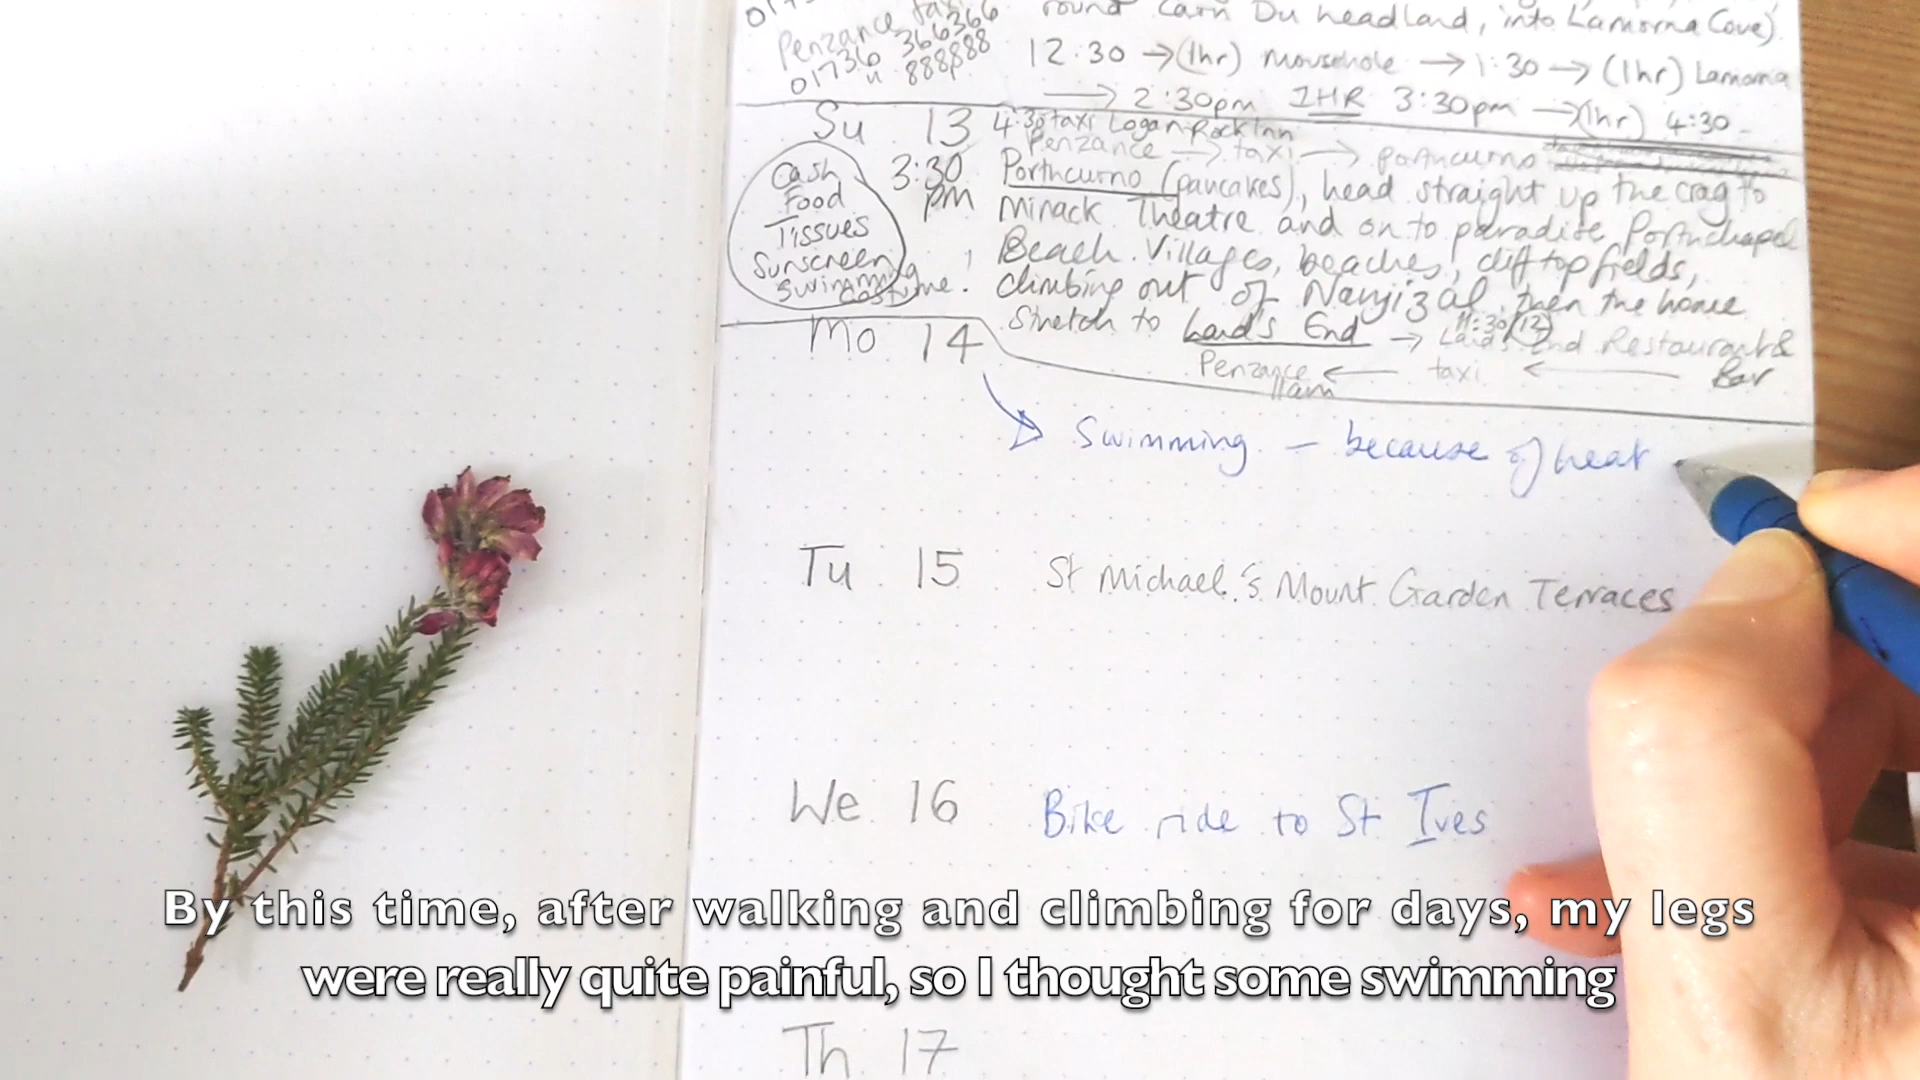 Penzance taxi
01736 366366
" 888888
round Carn Du headland, into Lamorna Cove).
12:30 → (1hr) Mousehole → 1:30 → (1hr) Lamorna
→ 2:30pm 1HR 3:30pm → (1hr) 4:30
Su 13
4:30 taxi Logan Rock Inn
Penzance → taxi → porthcurno
3:30 pm
Cash
Food
Tissues
Sunscreen
Swimming
costume.
Porthcurno (pancakes), head straight up the crag to
Minack Theatre and on to paradise Porthchapel
Beach. Villages, beaches, clifftop fields,
climbing out of Nanjizal, then the home
stretch to Land's End → Land's End Restaurant &
11:30 (12)
Bar
Penzance ← taxi ←
11am
Mo 14
Swimming – because of heat
Tu 15 St Michael's Mount Garden Terraces
We 16 Bike ride to St Ives
Th 17
By this time, after walking and climbing for days, my legs
were really quite painful, so I thought some swimming